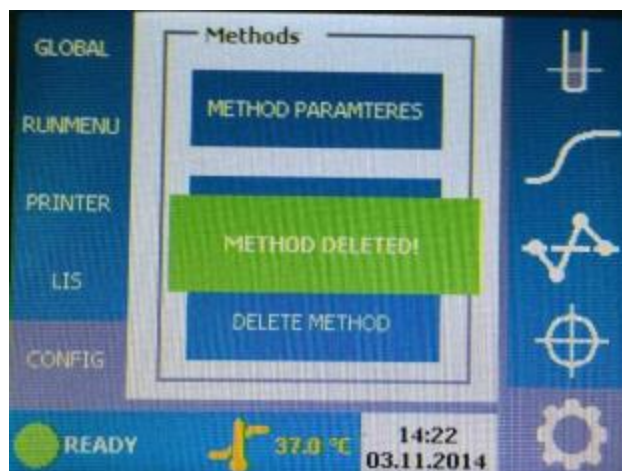 GLOBAL
RUNMENU
PRINTER
LIS
CONFIG
Methods
METHOD PARAMTERES
METHOD DELETED!
DELETE METHOD
READY
37.0 °C
14:22
03.11.2014